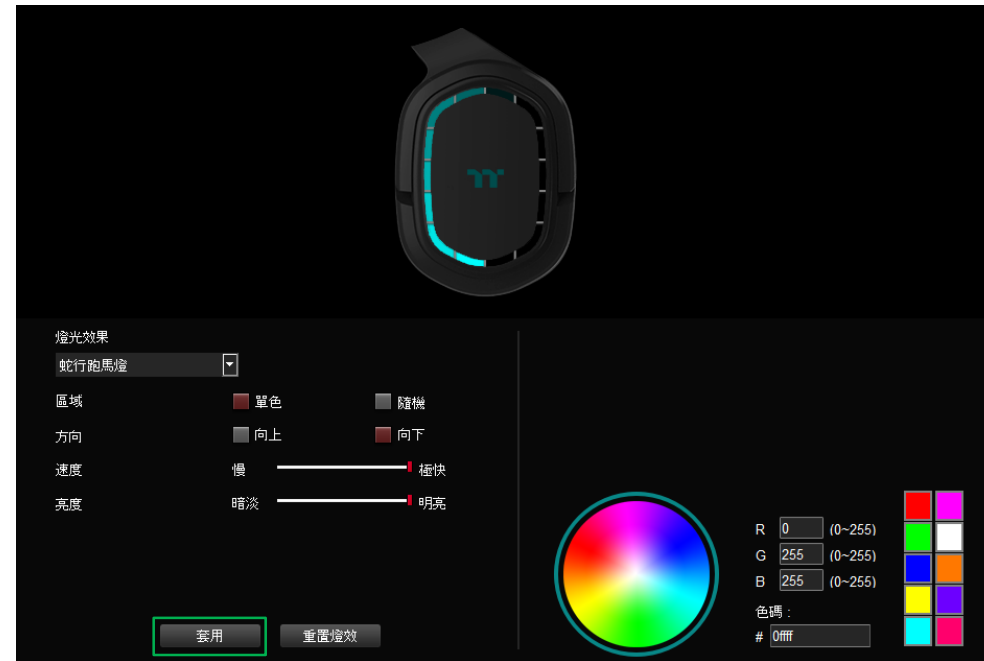 燈光效果
蛇行跑馬燈
區域 單色 隨機
方向 向上 向下
速度 慢 極快
亮度 暗淡 明亮
套用 重置燈效
R 0 (0~255)
G 255 (0~255)
B 255 (0~255)
色碼 :
# 0ffff